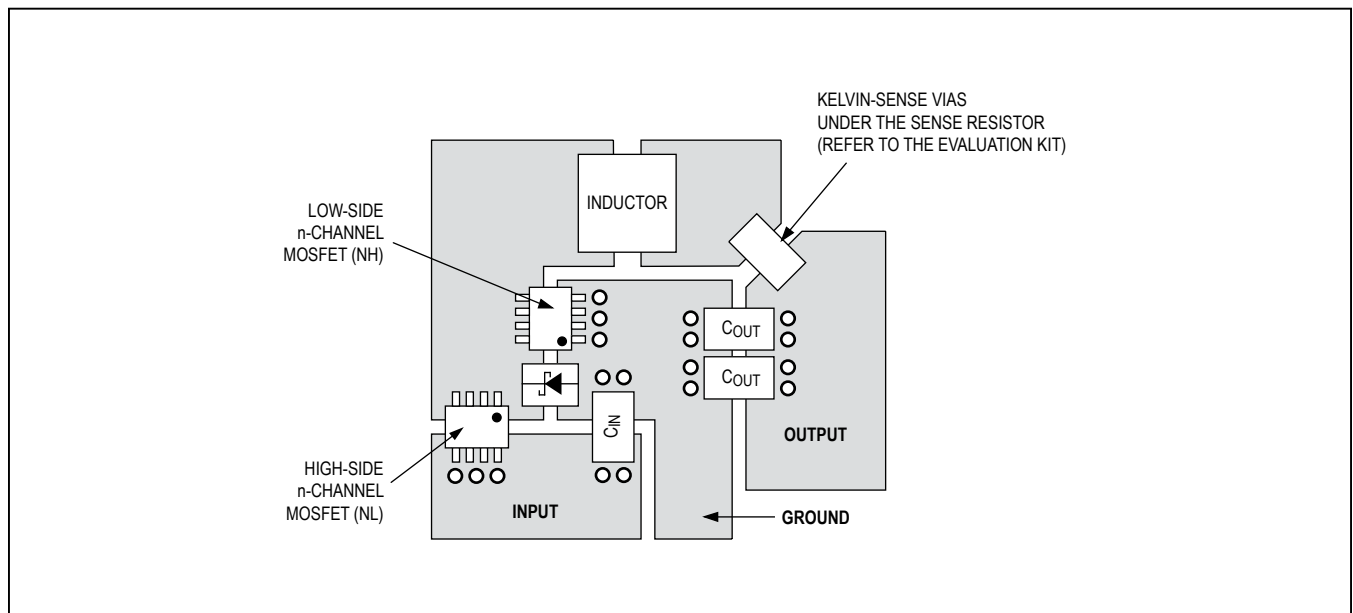 KELVIN-SENSE VIAS
UNDER THE SENSE RESISTOR
(REFER TO THE EVALUATION KIT)
INDUCTOR
LOW-SIDE
n-CHANNEL
MOSFET (NH)
COUT
COUT
CIN
OUTPUT
HIGH-SIDE
n-CHANNEL
MOSFET (NL)
INPUT
GROUND